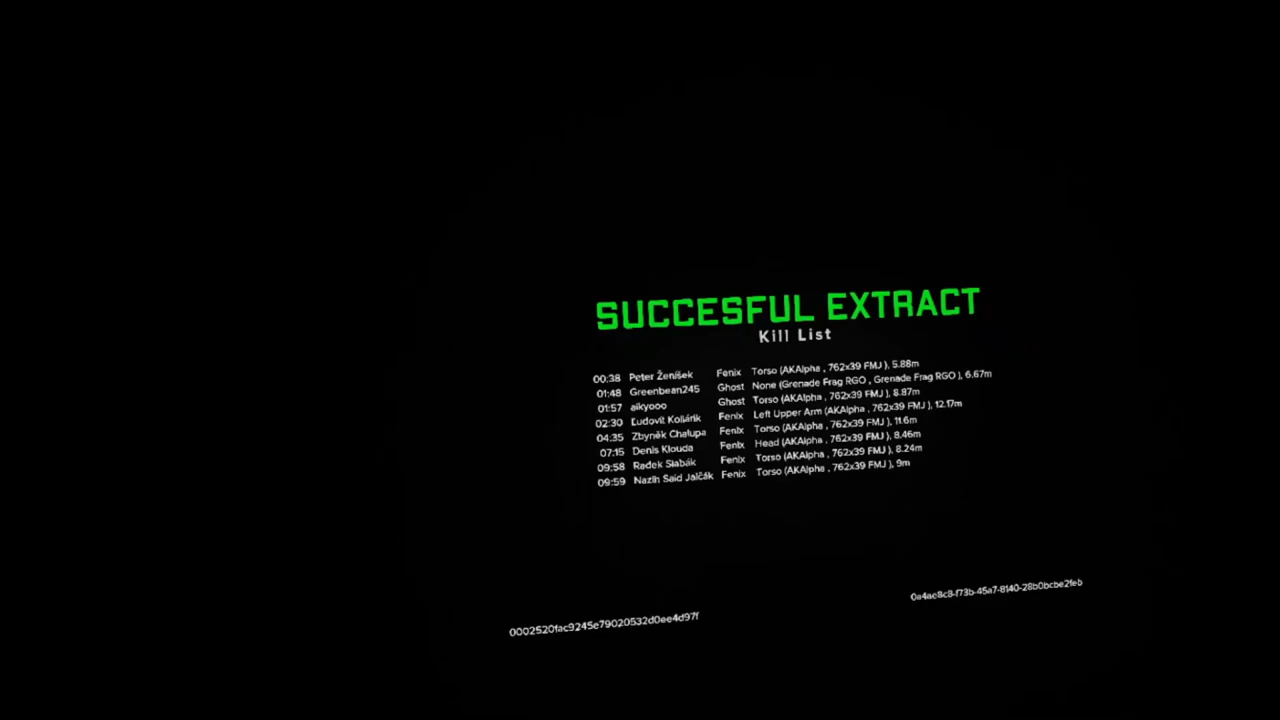 SUCCESFUL EXTRACT
Kill List
00:38 Peter Ženíšek Fenix Torso (AKAlpha , 762x39 FMJ ), 5.88m
01:48 Greenbean245 Ghost None (Grenade Frag RGO , Grenade Frag RGO ), 6.67m
01:57 aikyooo Ghost Torso (AKAlpha , 762x39 FMJ ), 8.87m
02:30 Ľudovít Koliárik Fenix Left Upper Arm (AKAlpha , 762x39 FMJ ), 12.17m
04:35 Zbyněk Chalupa Fenix Torso (AKAlpha , 762x39 FMJ ), 11.6m
07:15 Denis Klouda Fenix Head (AKAlpha , 762x39 FMJ ), 8.46m
09:58 Radek Slabák Fenix Torso (AKAlpha , 762x39 FMJ ), 8.24m
09:59 Nazih Said Jalčák Fenix Torso (AKAlpha , 762x39 FMJ ), 9m
0a4ae8c8-f73b-45a7-8140-28b0bcbe2feb
0002520fac9245e79020532d0ee4d97f